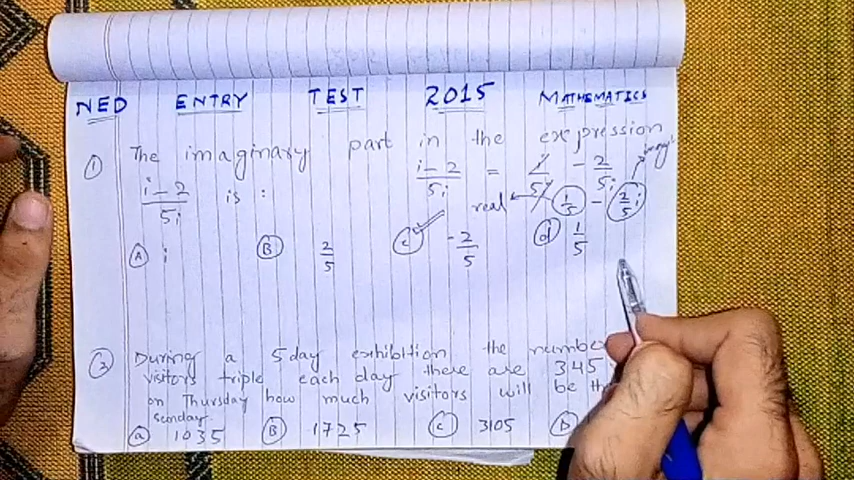 NED ENTRY TEST 2015 MATHEMATICS
① The imaginary part in the expression
i-2/5i is :
i-2/5i = i/5i - 2/5i
real 1/5 - 2/5 i
Ⓐ i Ⓑ 2/5 ⓒ -2/5 ⓓ 1/5
② During a 5 day exhibition the number
visitors triple each day there are 345
on Thursday how much visitors will be
sunday
ⓐ 1035 Ⓑ 1725 ⓒ 3105 Ⓓ